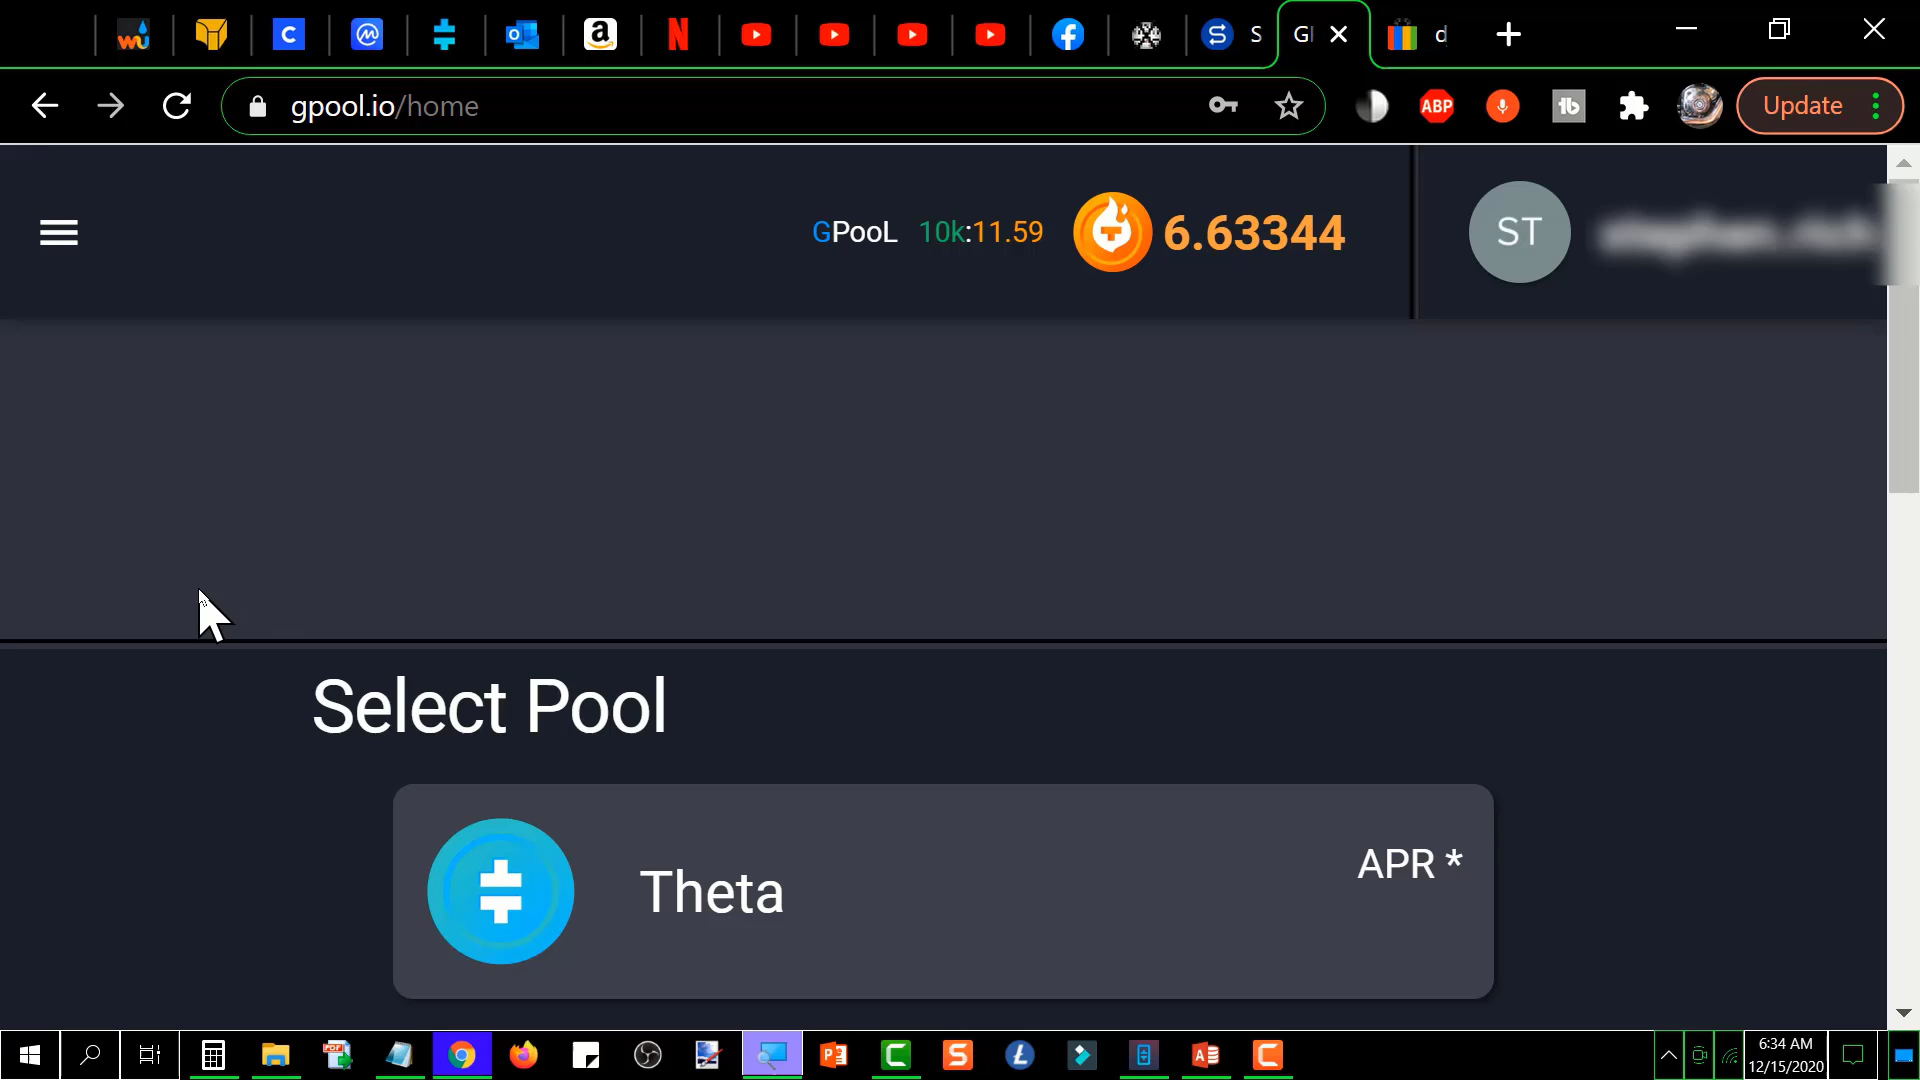 S
G
d
gpool.io/home
ABP
Update
GPooL 10k:11.59 6.63344
ST
Select Pool
Theta
APR *
6:34 AM
12/15/2020